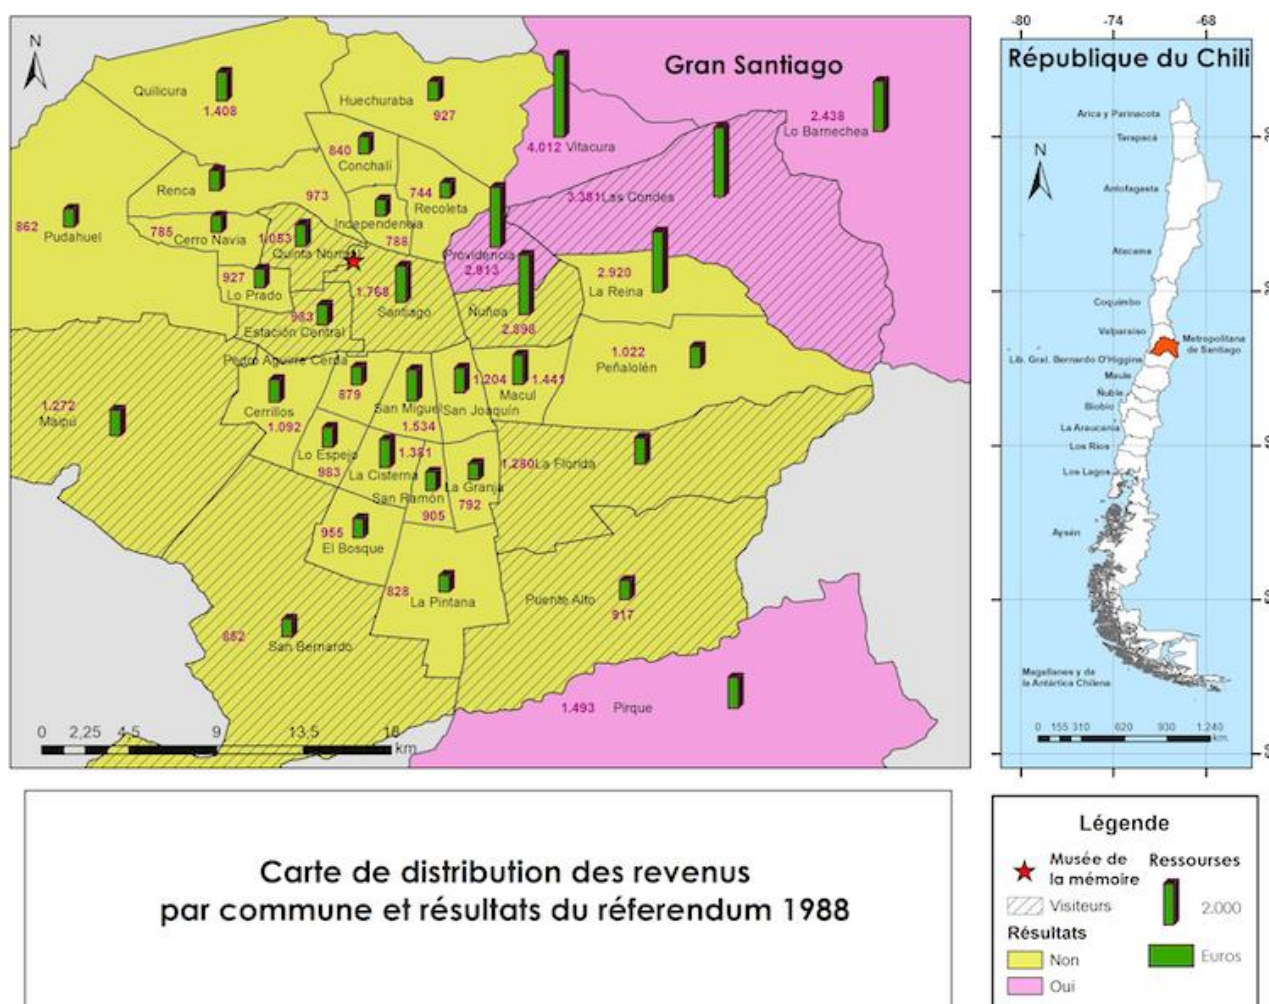 N
Gran Santiago
Quilicura
1.408
Huechuraba
927
4.012 Vitacura
2.438
Lo Barnechea
840
Conchalí
3.381 Las Condes
Renca
973
744
Recoleta
862
Pudahuel
785
Cerro Navia
Independencia
788
1.053
Quinta Normal
Providencia
2.813
2.920
La Reina
927
Lo Prado
1.768
Santiago
Ñuñoa
2.898
983
Estación Central
Pedro Aguirre Cerda
879
1.022
Peñalolén
1.204
Macul
1.441
1.272
Maipú
Cerrillos
1.092
San Miguel
1.534
San Joaquín
Lo Espejo
983
1.381
La Cisterna
San Ramón
905
La Granja
792
1.280 La Florida
955
El Bosque
828
La Pintana
Puente Alto
917
852
San Bernardo
1.493 Pirque
0 2,25 4,5 9 13,5 18
km
-80 -74 -68
République du Chili
N
Arica y Parinacota
Tarapacá
Antofagasta
Atacama
Coquimbo
Valparaíso
Metropolitana
de Santiago
Lib. Gral. Bernardo O'Higgins
Maule
Ñuble
Biobío
La Araucanía
Los Ríos
Los Lagos
Aysén
Magallanes y de
la Antártica Chilena
0 155 310 620 930 1.240
km
-80 -74 -68
Carte de distribution des revenus
par commune et résultats du réferendum 1988
Légende
Musée de
la mémoire
Ressourses
2.000
Visiteurs
Résultats
Non
Oui
Euros